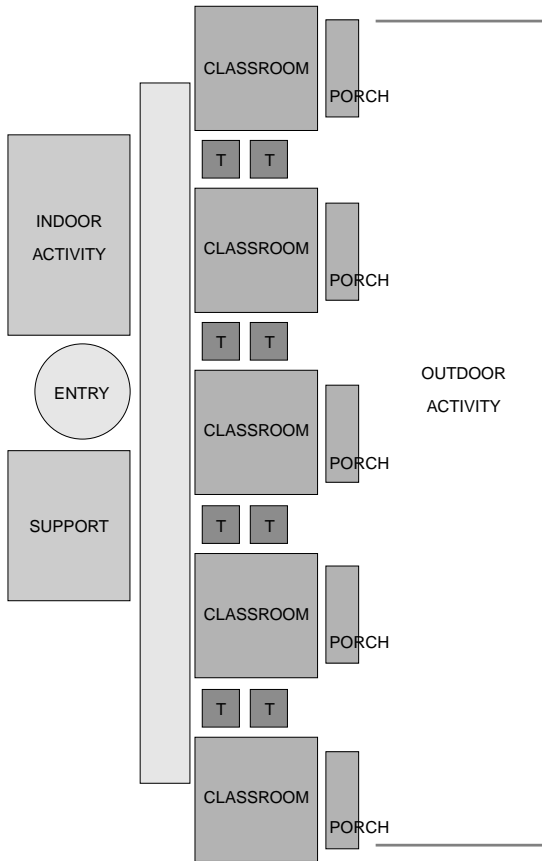 CLASSROOM
PORCH
T T
INDOOR
ACTIVITY
CLASSROOM
PORCH
T T
ENTRY
OUTDOOR
ACTIVITY
CLASSROOM
PORCH
SUPPORT
T T
CLASSROOM
PORCH
T T
CLASSROOM
PORCH